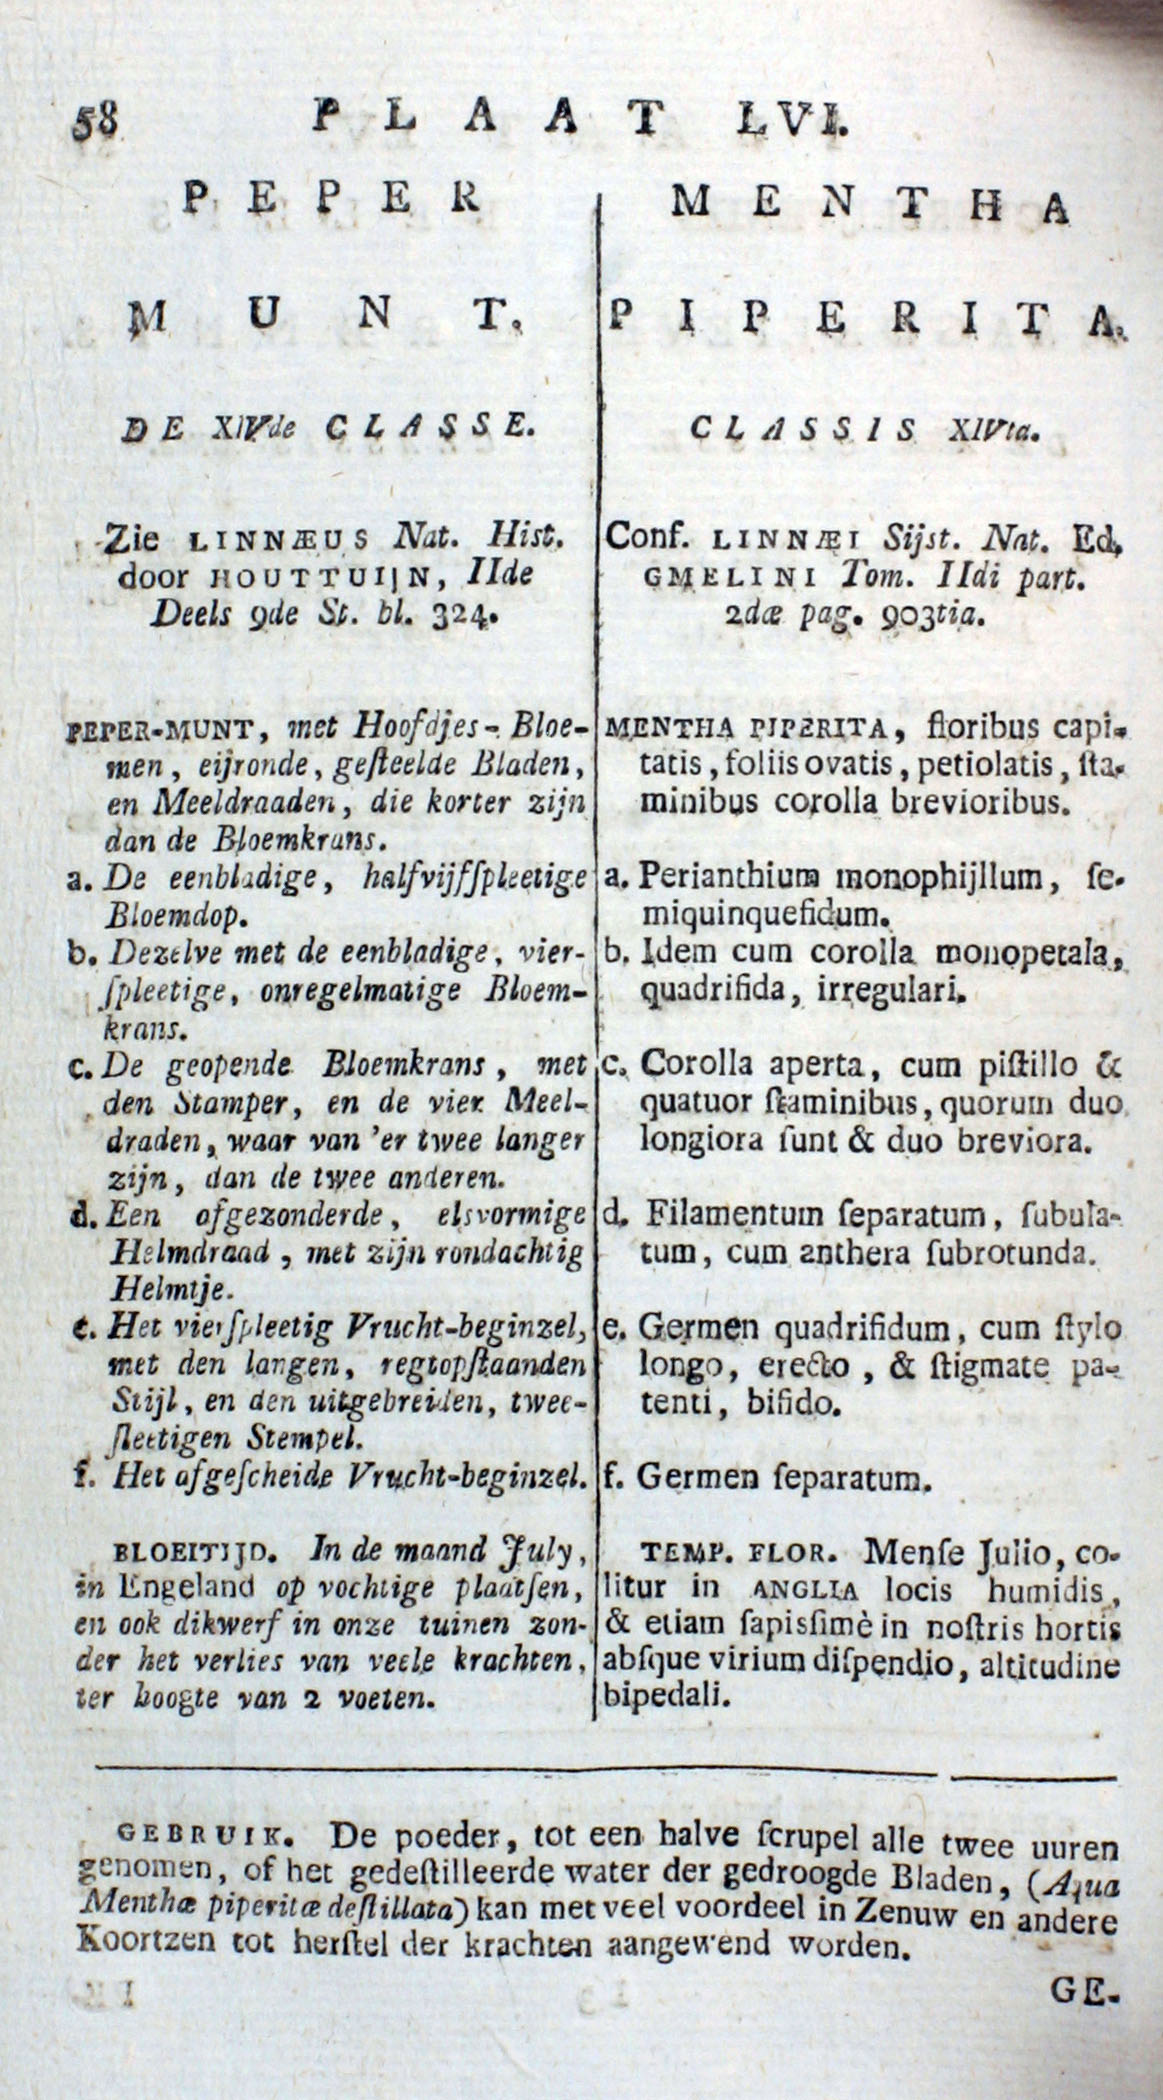 58 PLAAT LVI.
PEPER
MUNT.
DE XIVde CLASSE.
Zie LINNÆUS Nat. Hist.
door HOUTTUIJN, IIde
Deels 9de St. bl. 324.
PEPER-MUNT, met Hoofdjes-Bloe-
men, eijronde, geſteelde Bladen,
en Meeldraaden, die korter zijn
dan de Bloemkrans.
a. De eenbladige, halfvijfſpleetige
Bloemdop.
b. Dezelve met de eenbladige, vier-
ſpleetige, onregelmatige Bloem-
krans.
c. De geopende Bloemkrans, met
den Stamper, en de vier Meel-
draden, waar van 'er twee langer
zijn, dan de twee anderen.
d. Een afgezonderde, elsvormige
Helmdraad, met zijn rondachtig
Helmtje.
e. Het vierſpleetig Vrucht-beginzel,
met den langen, regtopſtaanden
Stijl, en den uitgebreiden, twee-
ſleetigen Stempel.
f. Het afgeſcheide Vrucht-beginzel.
BLOEITIJD. In de maand July,
in Engeland op vochtige plaatſen,
en ook dikwerf in onze tuinen zon-
der het verlies van veele krachten,
ter hoogte van 2 voeten.
MENTHA
PIPERITA.
CLASSIS XIVta.
Conf. LINNÆI Sijst. Nat. Ed.
GMELINI Tom. IIdi part.
2dæ pag. 903tia.
MENTHA PIPERITA, floribus capi-
tatis, foliis ovatis, petiolatis, ſta-
minibus corolla brevioribus.
a. Perianthium monophijllum, ſe-
miquinquefidum.
b. Idem cum corolla monopetala,
quadrifida, irregulari.
c. Corolla aperta, cum piſtillo &
quatuor ſtaminibus, quorum duo
longiora ſunt & duo breviora.
d. Filamentum ſeparatum, ſubula-
tum, cum anthera ſubrotunda.
e. Germen quadrifidum, cum ſtylo
longo, erecto, & ſtigmate pa-
tenti, bifido.
f. Germen ſeparatum.
TEMP. FLOR. Menſe Julio, co-
litur in ANGLIA locis humidis,
& etiam ſapisſimè in noſtris hortis
abſque virium diſpendio, altitudine
bipedali.
GEBRUIK. De poeder, tot een halve ſcrupel alle twee uuren
genomen, of het gedeſtilleerde water der gedroogde Bladen, (Aqua
Menthæ piperitæ deſtillata) kan met veel voordeel in Zenuw en andere
Koortzen tot herſtel der krachten aangewend worden.
GE-